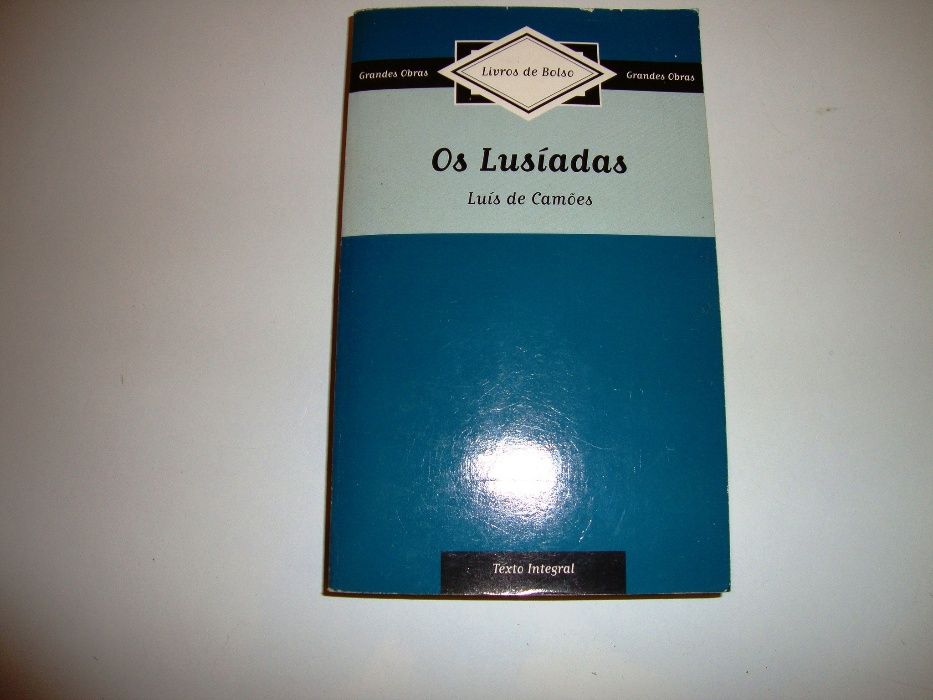 Grandes Obras
Livros de Bolso
Grandes Obras
Os Lusíadas
Luís de Camões
Texto Integral